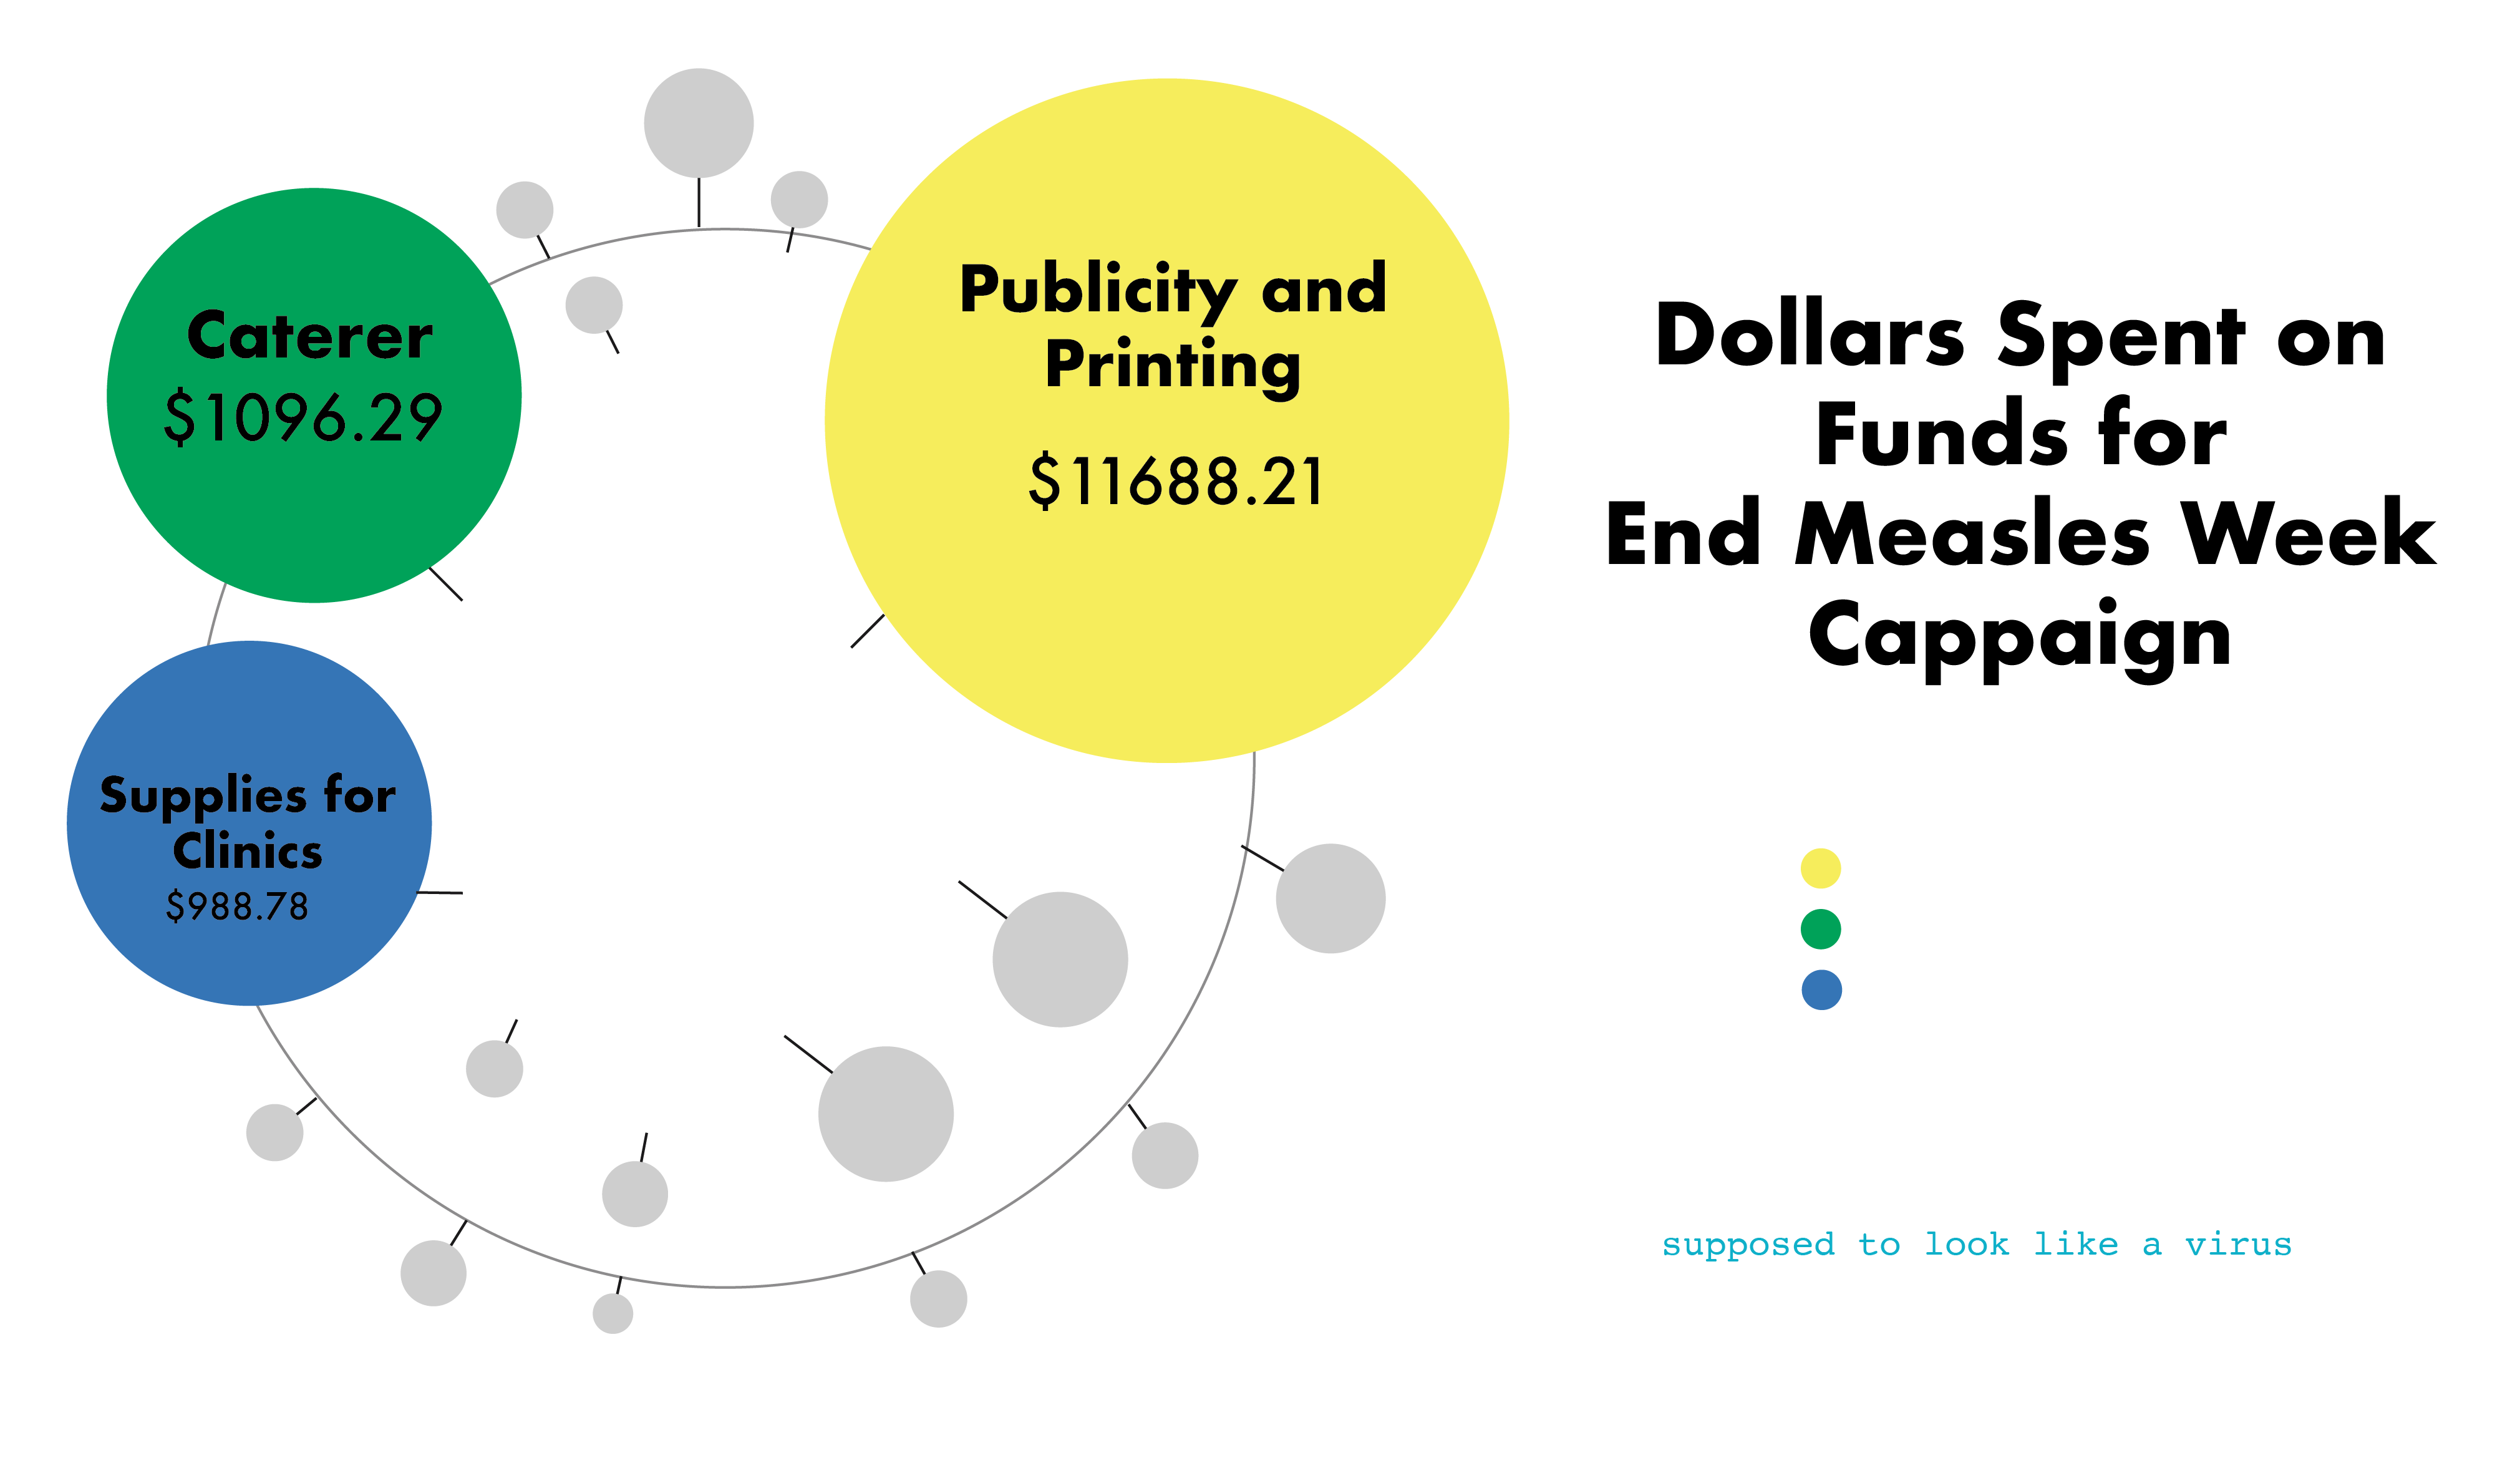 Caterer
$1096.29
Publicity and
Printing
$11688.21
Supplies for
Clinics
$988.78
Dollars Spent on
Funds for
End Measles Week
Cappaign
supposed to look like a virus